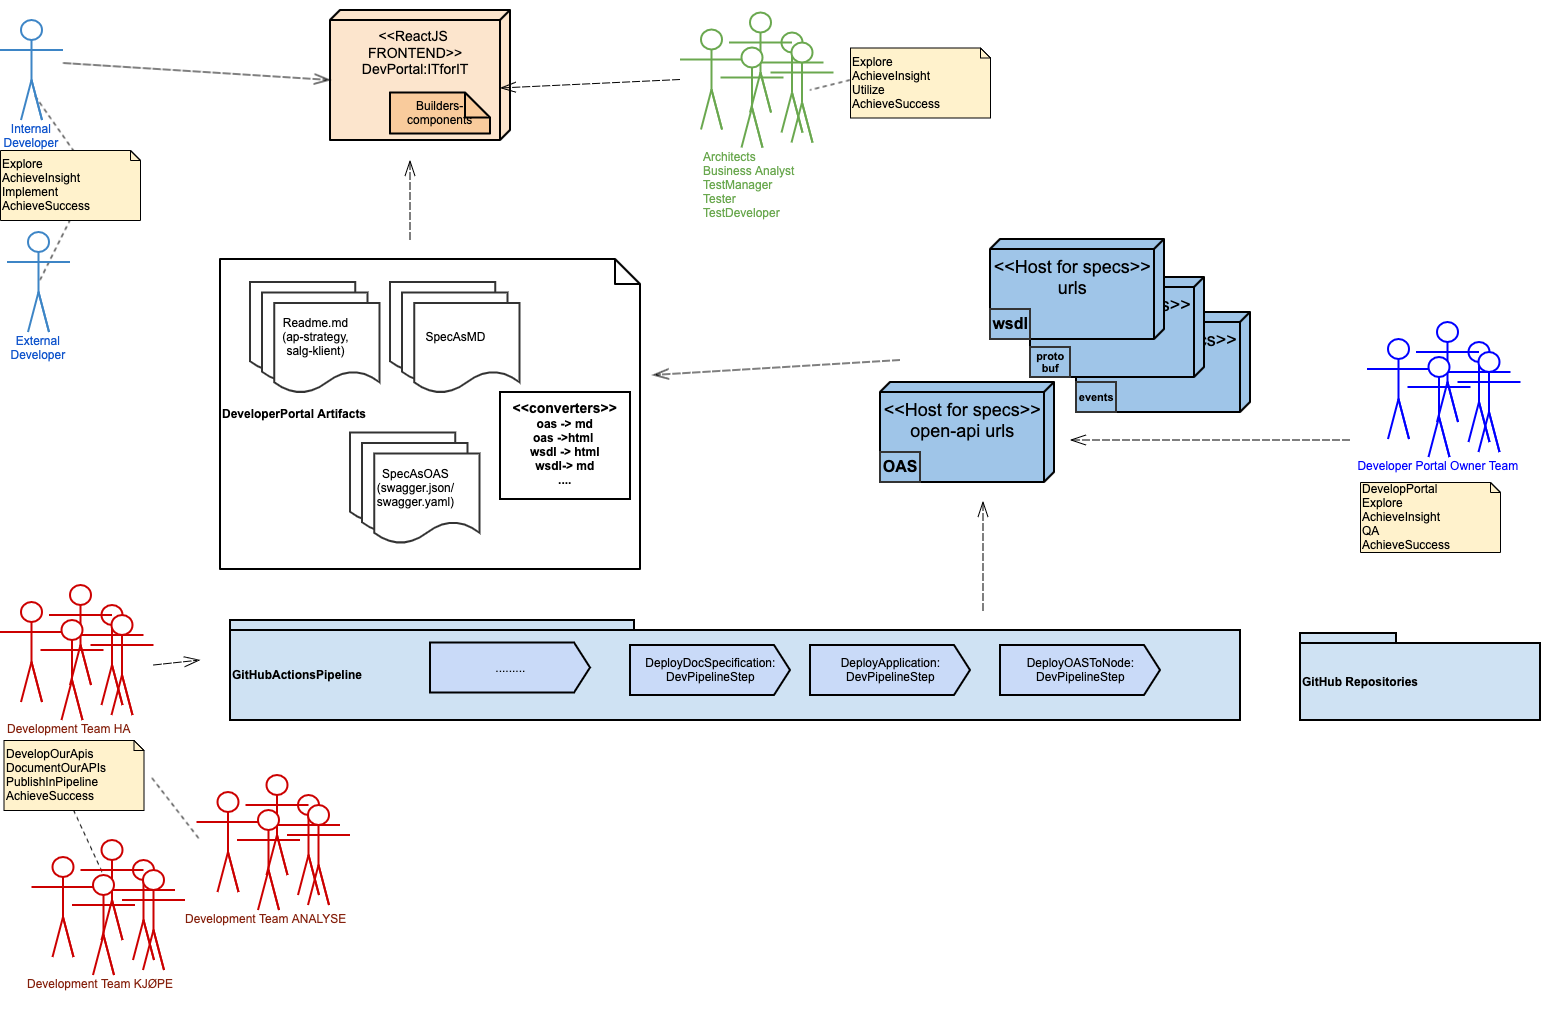 <<ReactJS
FRONTEND>>
DevPortal:ITforIT
Builders-
components
Internal
Developer
Explore
AchieveInsight
Implement
AchieveSuccess
External
Developer
Explore
AchieveInsight
Utilize
AchieveSuccess
Architects
Business Analyst
TestManager
Tester
TestDeveloper
Readme.md
(ap-strategy,
salg-klient)
SpecAsMD
DeveloperPortal Artifacts
<<converters>>
oas -> md
oas ->html
wsdl -> html
wsdl-> md
....
SpecAsOAS
(swagger.json/
swagger.yaml)
<<Host for specs>>
urls
wsdl
s>>
proto
buf
cs>>
events
<<Host for specs>>
open-api urls
OAS
Developer Portal Owner Team
DevelopPortal
Explore
AchieveInsight
QA
AchieveSuccess
GitHubActionsPipeline
.........
DeployDocSpecification:
DevPipelineStep
DeployApplication:
DevPipelineStep
DeployOASToNode:
DevPipelineStep
GitHub Repositories
Development Team HA
DevelopOurApis
DocumentOurAPIs
PublishInPipeline
AchieveSuccess
Development Team ANALYSE
Development Team KJØPE